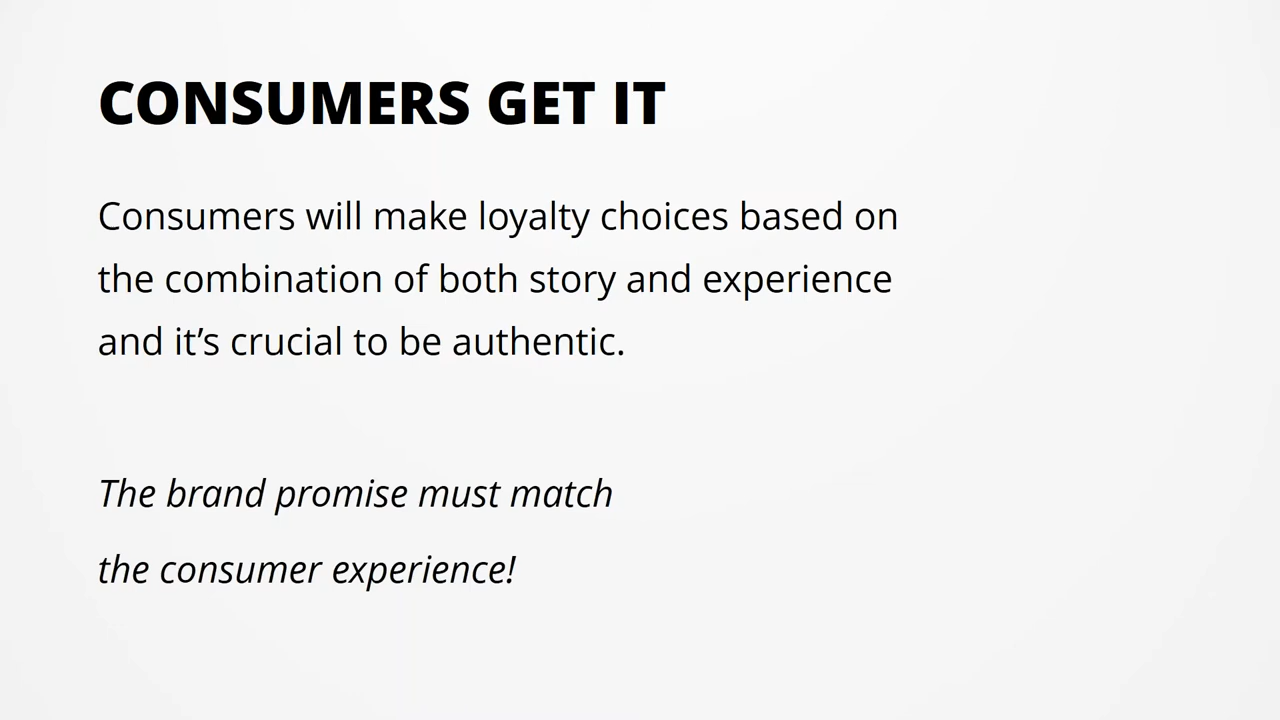 CONSUMERS GET IT
Consumers will make loyalty choices based on
the combination of both story and experience
and it’s crucial to be authentic.
The brand promise must match
the consumer experience!